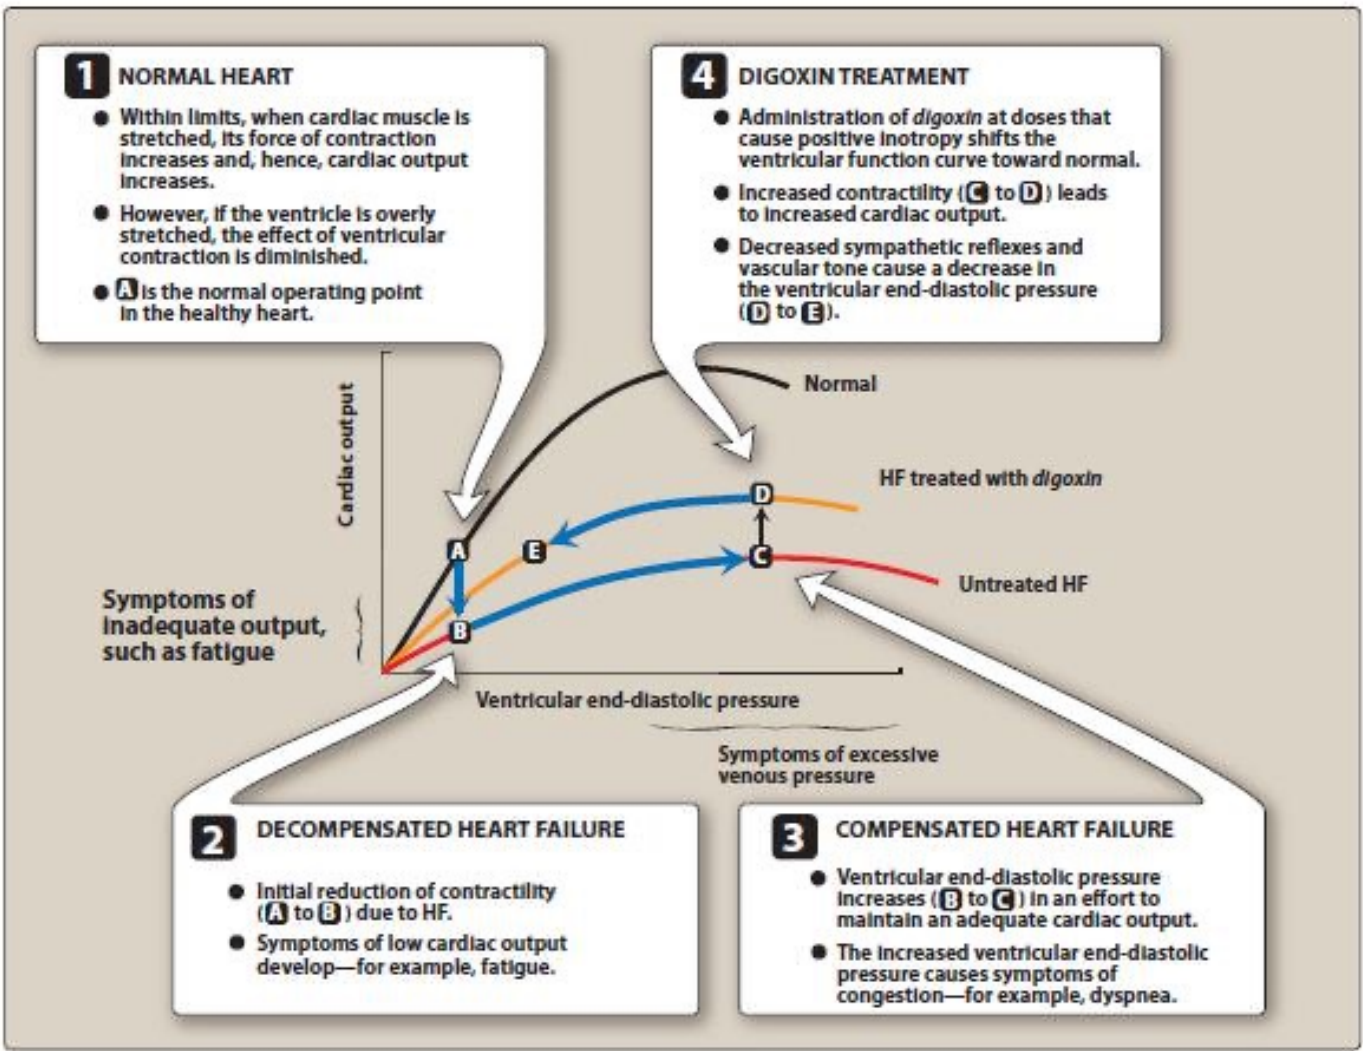 1 NORMAL HEART
● Within limits, when cardiac muscle is
stretched, its force of contraction
increases and, hence, cardiac output
increases.
● However, if the ventricle is overly
stretched, the effect of ventricular
contraction is diminished.
● A is the normal operating point
in the healthy heart.
4 DIGOXIN TREATMENT
● Administration of digoxin at doses that
cause positive inotropy shifts the
ventricular function curve toward normal.
● Increased contractility (C to D) leads
to increased cardiac output.
● Decreased sympathetic reflexes and
vascular tone cause a decrease in
the ventricular end-diastolic pressure
(D to E).
Cardiac output
Normal
HF treated with digoxin
D
A
E
C
Untreated HF
B
Symptoms of
inadequate output,
such as fatigue
Ventricular end-diastolic pressure
Symptoms of excessive
venous pressure
2 DECOMPENSATED HEART FAILURE
● Initial reduction of contractility
(A to B) due to HF.
● Symptoms of low cardiac output
develop—for example, fatigue.
3 COMPENSATED HEART FAILURE
● Ventricular end-diastolic pressure
increases (B to C) in an effort to
maintain an adequate cardiac output.
● The increased ventricular end-diastolic
pressure causes symptoms of
congestion—for example, dyspnea.